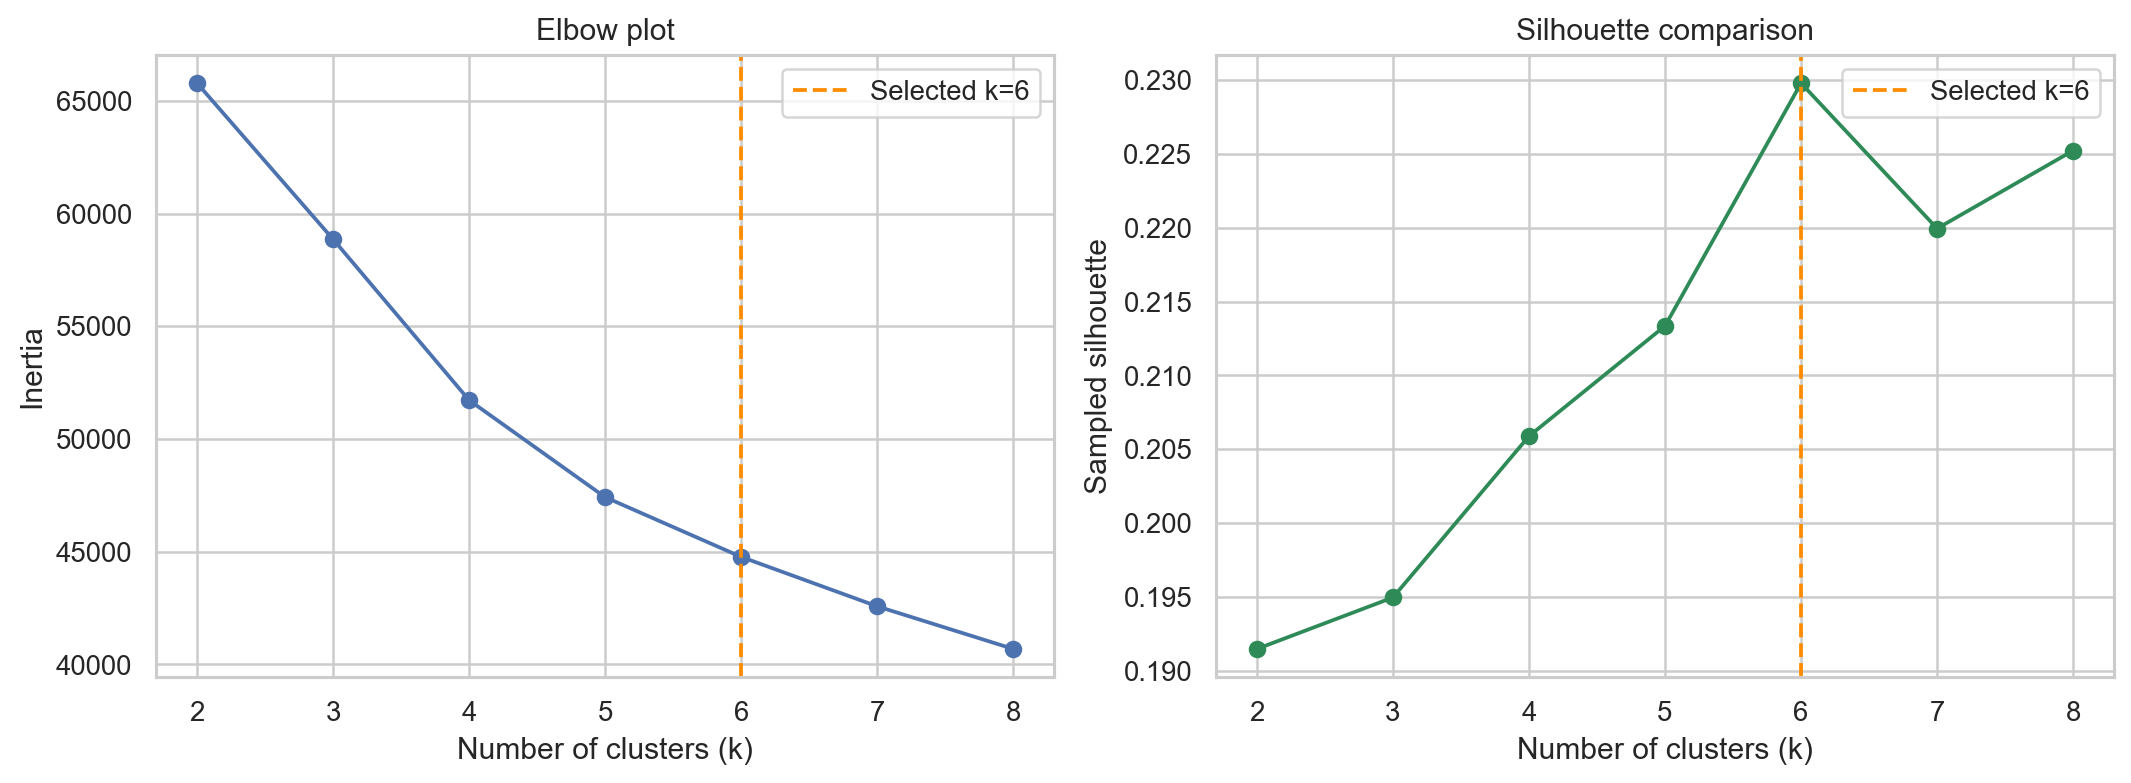 Elbow plot
Selected k=6
65000
60000
55000
50000
45000
40000
Inertia
2 3 4 5 6 7 8
Number of clusters (k)
Silhouette comparison
Selected k=6
0.230
0.225
0.220
0.215
0.210
0.205
0.200
0.195
0.190
Sampled silhouette
2 3 4 5 6 7 8
Number of clusters (k)